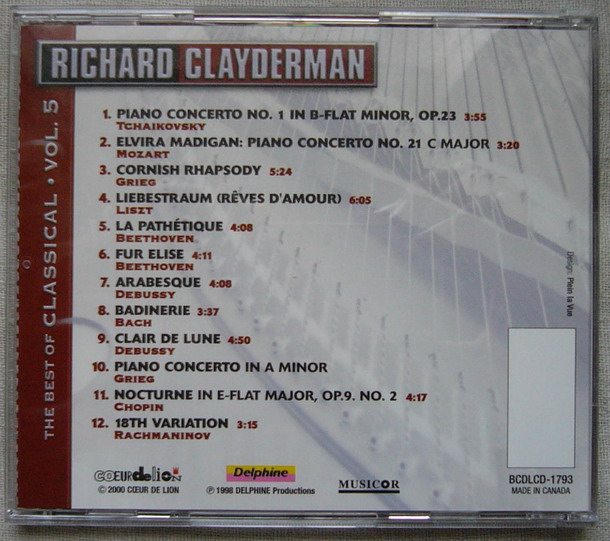 RICHARD CLAYDERMAN
THE BEST OF CLASSICAL • VOL. 5
1. PIANO CONCERTO NO. 1 IN B-FLAT MINOR, OP.23 3:55
TCHAIKOVSKY
2. ELVIRA MADIGAN: PIANO CONCERTO NO. 21 C MAJOR 3:20
MOZART
3. CORNISH RHAPSODY 5:24
GRIEG
4. LIEBESTRAUM (RÊVES D'AMOUR) 6:05
LISZT
5. LA PATHÉTIQUE 4:08
BEETHOVEN
6. FUR ELISE 4:11
BEETHOVEN
7. ARABESQUE 4:08
DEBUSSY
8. BADINERIE 3:37
BACH
9. CLAIR DE LUNE 4:50
DEBUSSY
10. PIANO CONCERTO IN A MINOR
GRIEG
11. NOCTURNE IN E-FLAT MAJOR, OP.9. NO. 2 4:17
CHOPIN
12. 18TH VARIATION 3:15
RACHMANINOV
Design: Plein la Vue
CŒURdelion
© 2000 CŒUR DE LION
Delphine
℗ 1998 DELPHINE Productions
MUSICOR
BCDLCD-1793
MADE IN CANADA